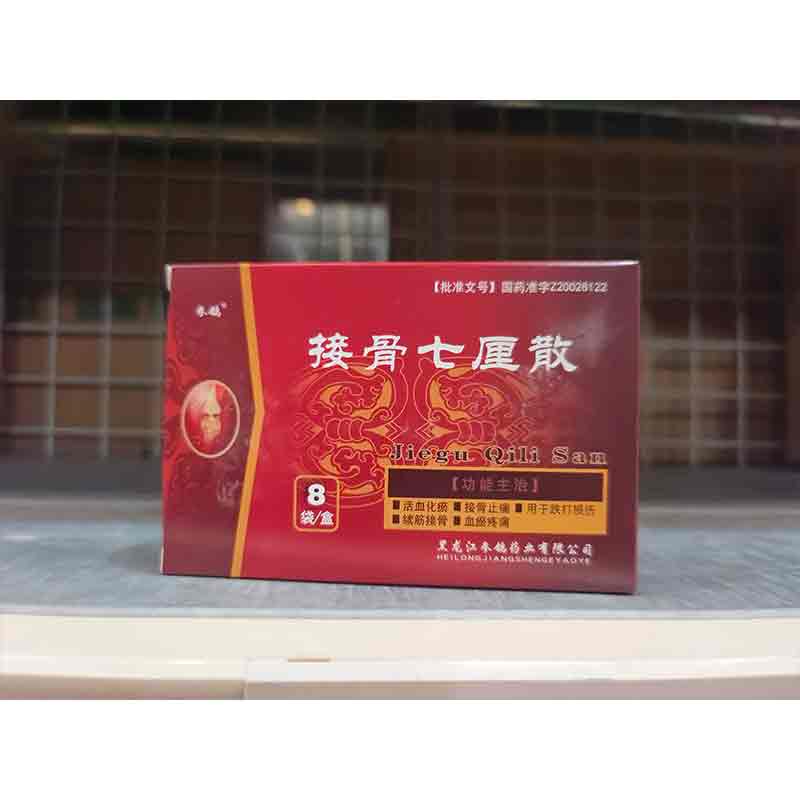 参鸽®
【批准文号】国药准字Z20026122
接骨七厘散
Jiegu Qili San
【功能主治】
■活血化瘀 ■接骨止痛 ■用于跌打损伤
■续筋接骨 ■血瘀疼痛
8
袋/盒
黑龙江参鸽药业有限公司
HEILONGJIANGSHENGEYAOYE